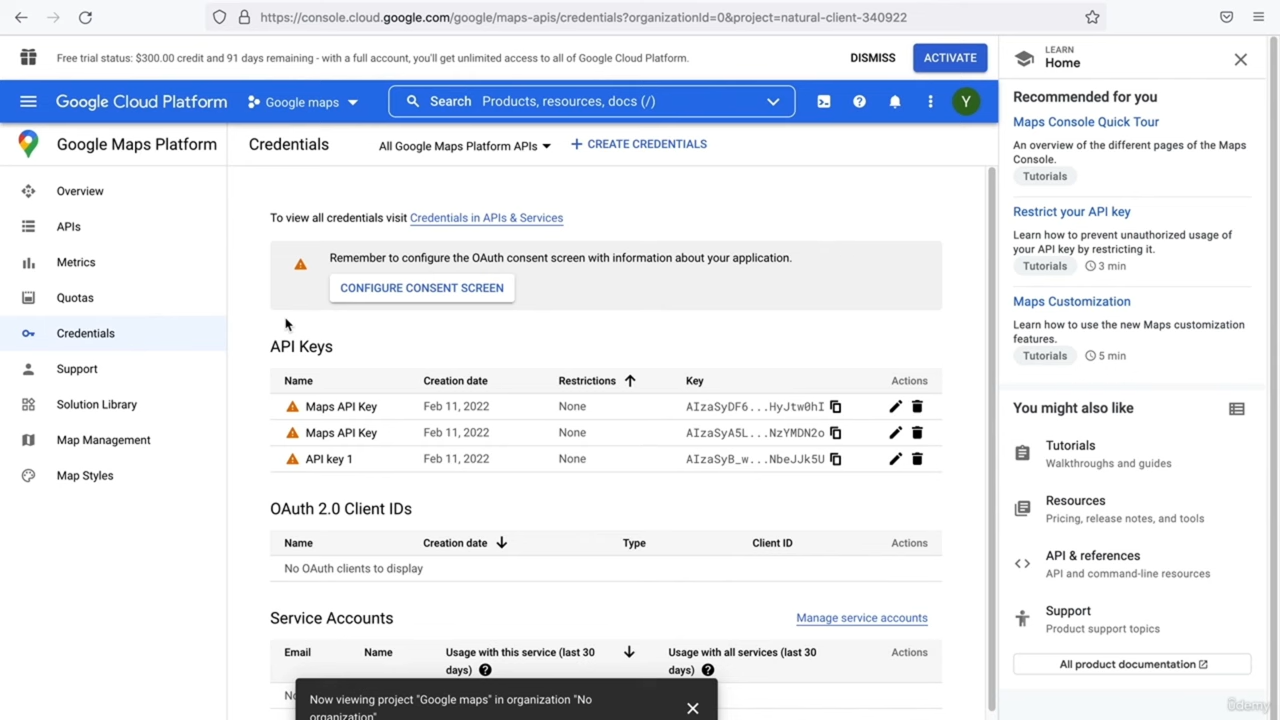 https://console.cloud.google.com/google/maps-apis/credentials?organizationId=0&project=natural-client-340922
Free trial status: $300.00 credit and 91 days remaining - with a full account, you'll get unlimited access to all of Google Cloud Platform.
DISMISS
ACTIVATE
Google Cloud Platform
Google maps
Search Products, resources, docs (/)
Y
Google Maps Platform
Overview
APIs
Metrics
Quotas
Credentials
Support
Solution Library
Map Management
Map Styles
Credentials
All Google Maps Platform APIs
+ CREATE CREDENTIALS
To view all credentials visit Credentials in APIs & Services
Remember to configure the OAuth consent screen with information about your application.
CONFIGURE CONSENT SCREEN
API Keys
Name Creation date Restrictions Key Actions
Maps API Key Feb 11, 2022 None AIzaSyDF6...HyJtw0hI
Maps API Key Feb 11, 2022 None AIzaSyA5L...NzYMDN2o
API key 1 Feb 11, 2022 None AIzaSyB_w...NbeJJk5U
OAuth 2.0 Client IDs
Name Creation date Type Client ID Actions
No OAuth clients to display
Service Accounts
Manage service accounts
Email Name Usage with this service (last 30 days) Usage with all services (last 30 days) Actions
No
Now viewing project "Google maps" in organization "No
organization"
LEARN
Home
Recommended for you
Maps Console Quick Tour
An overview of the different pages of the Maps
Console.
Tutorials
Restrict your API key
Learn how to prevent unauthorized usage of
your API key by restricting it.
Tutorials 3 min
Maps Customization
Learn how to use the new Maps customization
features.
Tutorials 5 min
You might also like
Tutorials
Walkthroughs and guides
Resources
Pricing, release notes, and tools
API & references
API and command-line resources
Support
Product support topics
All product documentation
Udemy